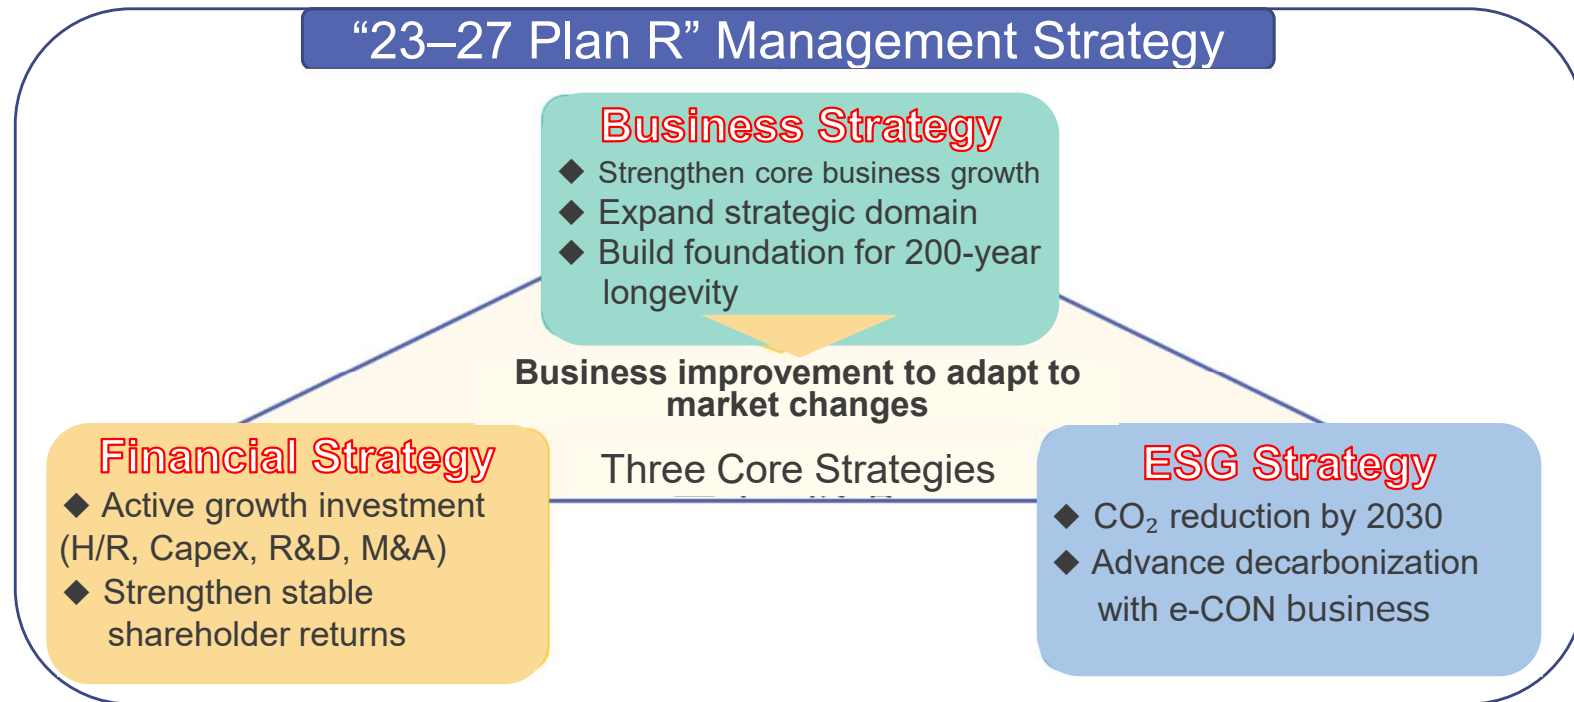 “23–27 Plan R” Management Strategy
Business Strategy
◆ Strengthen core business growth
◆ Expand strategic domain
◆ Build foundation for 200-year
longevity
Business improvement to adapt to
market changes
Three Core Strategies
Financial Strategy
◆ Active growth investment
(H/R, Capex, R&D, M&A)
◆ Strengthen stable
shareholder returns
ESG Strategy
◆ CO₂ reduction by 2030
◆ Advance decarbonization
with e-CON business